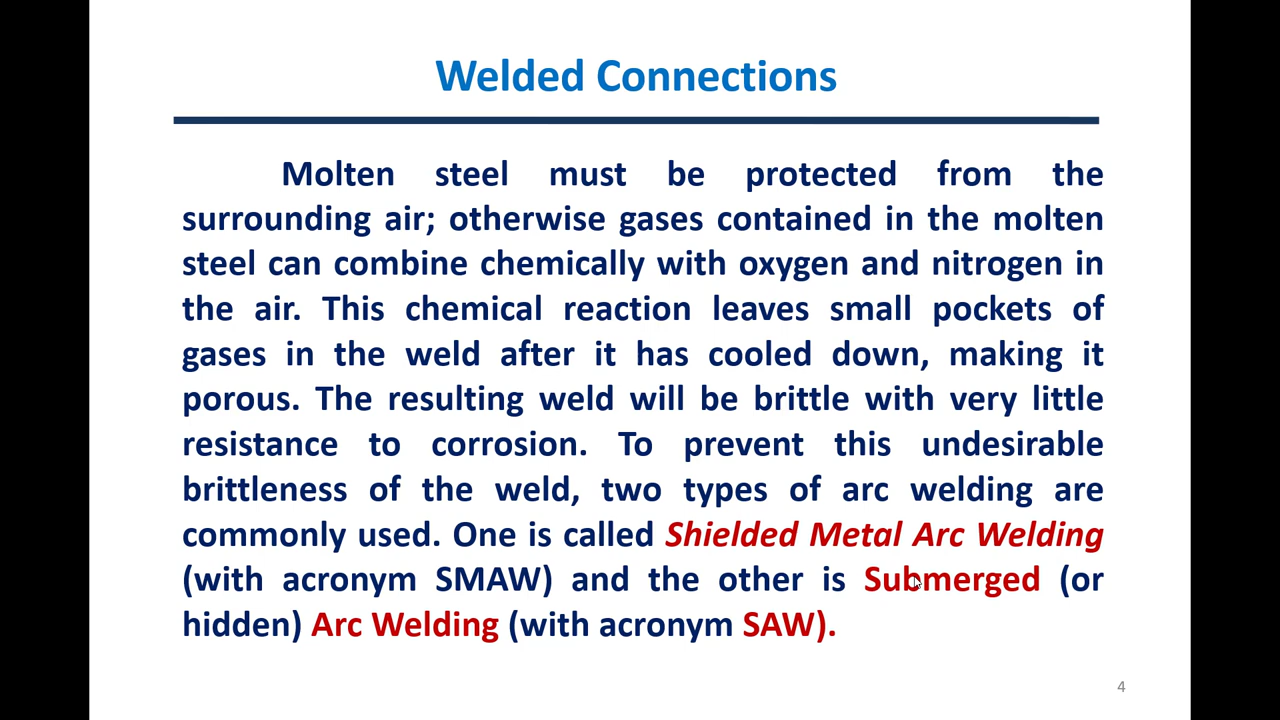 Welded Connections
Molten steel must be protected from the
surrounding air; otherwise gases contained in the molten
steel can combine chemically with oxygen and nitrogen in
the air. This chemical reaction leaves small pockets of
gases in the weld after it has cooled down, making it
porous. The resulting weld will be brittle with very little
resistance to corrosion. To prevent this undesirable
brittleness of the weld, two types of arc welding are
commonly used. One is called Shielded Metal Arc Welding
(with acronym SMAW) and the other is Submerged (or
hidden) Arc Welding (with acronym SAW).
4